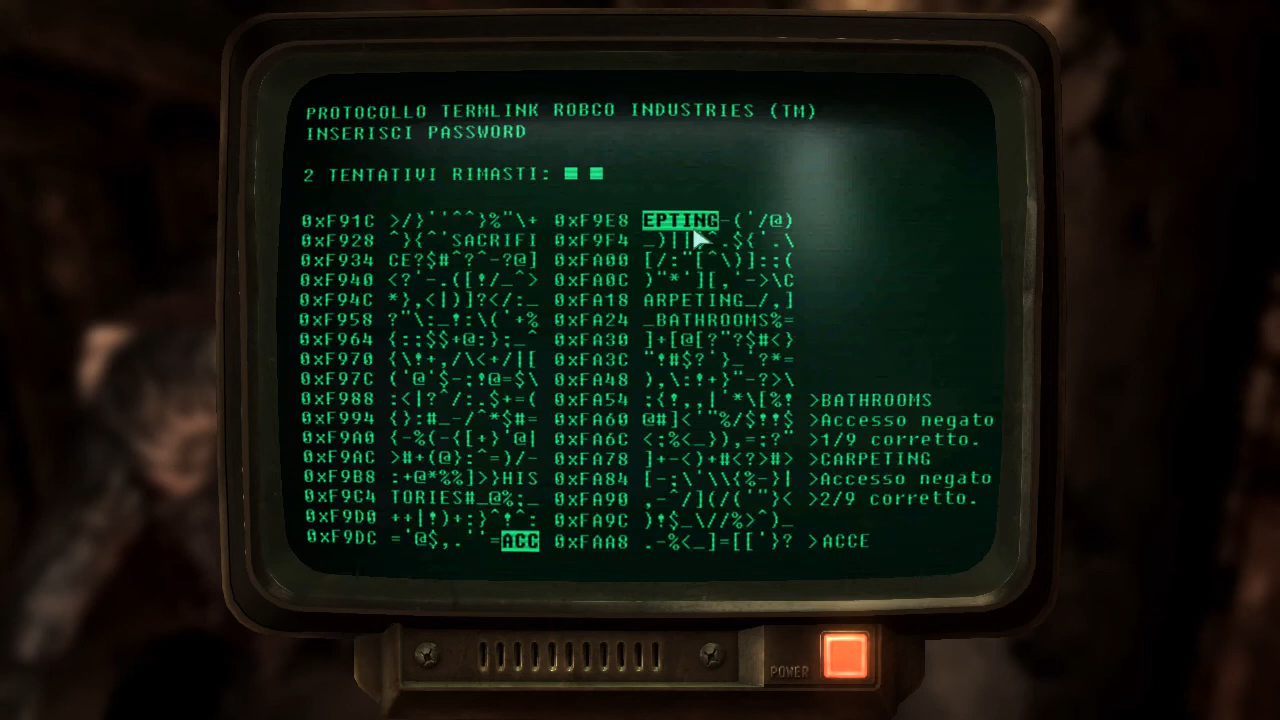 PROTOCOLLO TERMLINK ROBCO INDUSTRIES (TM)
INSERISCI PASSWORD
2 TENTATIVI RIMASTI:
0xF91C >/}''^^}%"\+ 0xF9E8 EPTING-('/@)
0xF928 ^}{^'SACRIFI 0xF9F4
0xF934 CE?$#^?^-?@] 0xFA00 [/:"[^\)]::(
0xF940 <?'-.([!/_^> 0xFA0C )"*'][,'->\C
0xF94C *},<|)]?</:_ 0xFA18 ARPETING_/,]
0xF958 ?"\:_!:\('+% 0xFA24 _BATHROOMS%=
0xF964 {::$$+@:};_^ 0xFA30 ]+[@[?"?$#<}
0xF970 {\!+,/\<+/|[ 0xFA3C "!#$?'}_'?*=
0xF97C ('@'$-:!@=$\ 0xFA48 ),\:!+}"-?>\
0xF988 :<|?^/:.$+=( 0xFA54 :{!,,|'*\[%! >BATHROOMS
0xF994 {}:#_-/^*$#= 0xFA60 @#]<'"%/$!!$ >Accesso negato
0xF9A0 {-%(-{[+}'@| 0xFA6C <;%<_}),=:?" >1/9 corretto.
0xF9AC >#+(@}:^=)/- 0xFA78 ]+-<)+#<?>#> >CARPETING
0xF9B8 :+@*%%]>}HIS 0xFA84 [-;\'\\{%-}| >Accesso negato
0xF9C4 TORIES#_@%;_ 0xFA90 ,-^/](/('"}< >2/9 corretto.
0xF9D0 ++|!)+:}^!^: 0xFA9C )!$_\//%>^)_
0xF9DC ='@$,.''=ACC 0xFAA8 .-%<_]=[['}? >ACCE
POWER